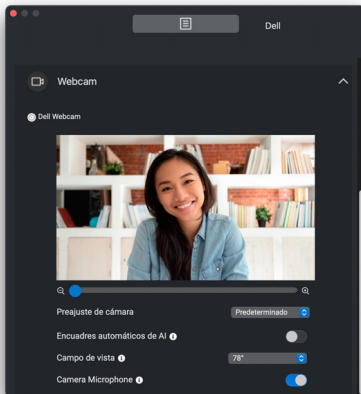 Dell
Webcam
Dell Webcam
Preajuste de cámara
Predeterminado
Encuadres automáticos de AI
Campo de vista
78°
Camera Microphone